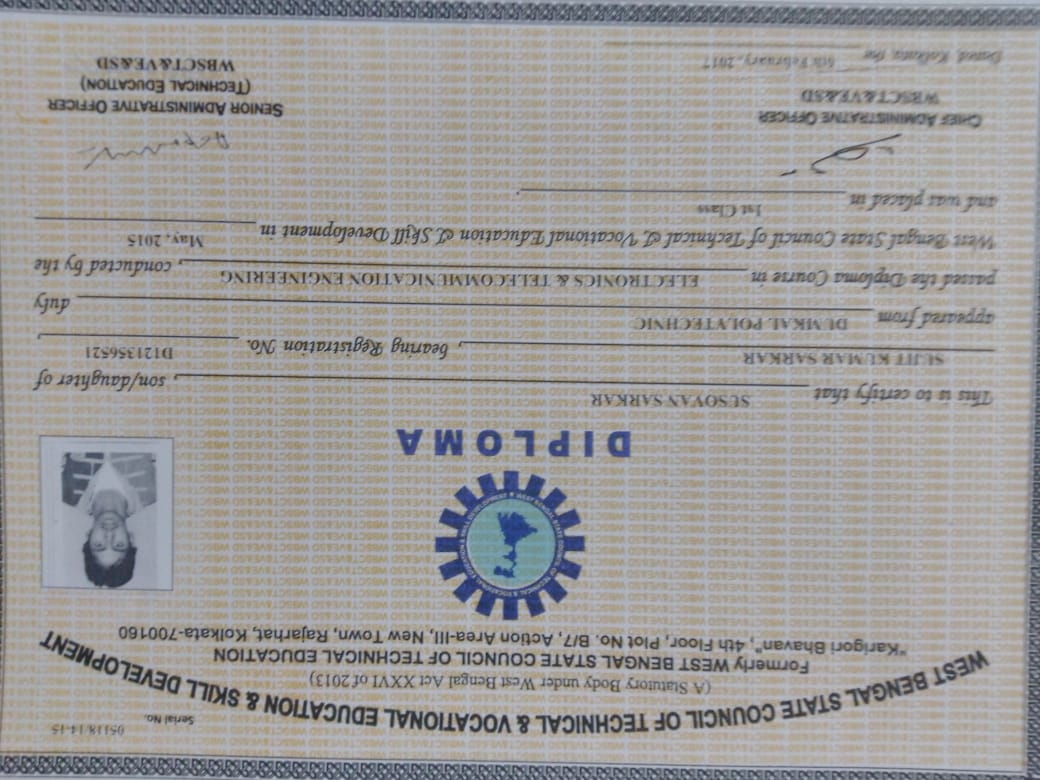 Serial No. 05118/14-15
WEST BENGAL STATE COUNCIL OF TECHNICAL & VOCATIONAL EDUCATION & SKILL DEVELOPMENT
(A Statutory Body under West Bengal Act XXVI of 2013)
Formerly WEST BENGAL STATE COUNCIL OF TECHNICAL EDUCATION
"Karigori Bhavan", 4th Floor, Plot No. B/7, Action Area-III, New Town, Rajarhat, Kolkata-700160
DIPLOMA
This is to certify that SUSOVAN SARKAR, son/daughter of
SUJIT KUMAR SARKAR, bearing Registration No. D121356521,
appeared from DUMKAL POLYTECHNIC duly
passed the Diploma Course in ELECTRONICS & TELECOMMUNICATION ENGINEERING, conducted by the
West Bengal State Council of Technical & Vocational Education & Skill Development in May, 2015
and was placed in 1st Class.
CHIEF ADMINISTRATIVE OFFICER
WBSCT&VE&SD
SENIOR ADMINISTRATIVE OFFICER
(TECHNICAL EDUCATION)
WBSCT&VE&SD
Dated, Kolkata, the 6th February, 2017